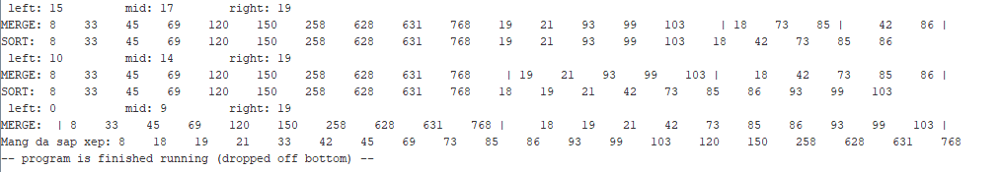 left: 15 mid: 17 right: 19
MERGE: 8 33 45 69 120 150 258 628 631 768 19 21 93 99 103 | 18 73 85 | 42 86 |
SORT: 8 33 45 69 120 150 258 628 631 768 19 21 93 99 103 18 42 73 85 86
left: 10 mid: 14 right: 19
MERGE: 8 33 45 69 120 150 258 628 631 768 | 19 21 93 99 103 | 18 42 73 85 86 |
SORT: 8 33 45 69 120 150 258 628 631 768 18 19 21 42 73 85 86 93 99 103
left: 0 mid: 9 right: 19
MERGE: | 8 33 45 69 120 150 258 628 631 768 | 18 19 21 42 73 85 86 93 99 103 |
Mang da sap xep: 8 18 19 21 33 42 45 69 73 85 86 93 99 103 120 150 258 628 631 768
-- program is finished running (dropped off bottom) --